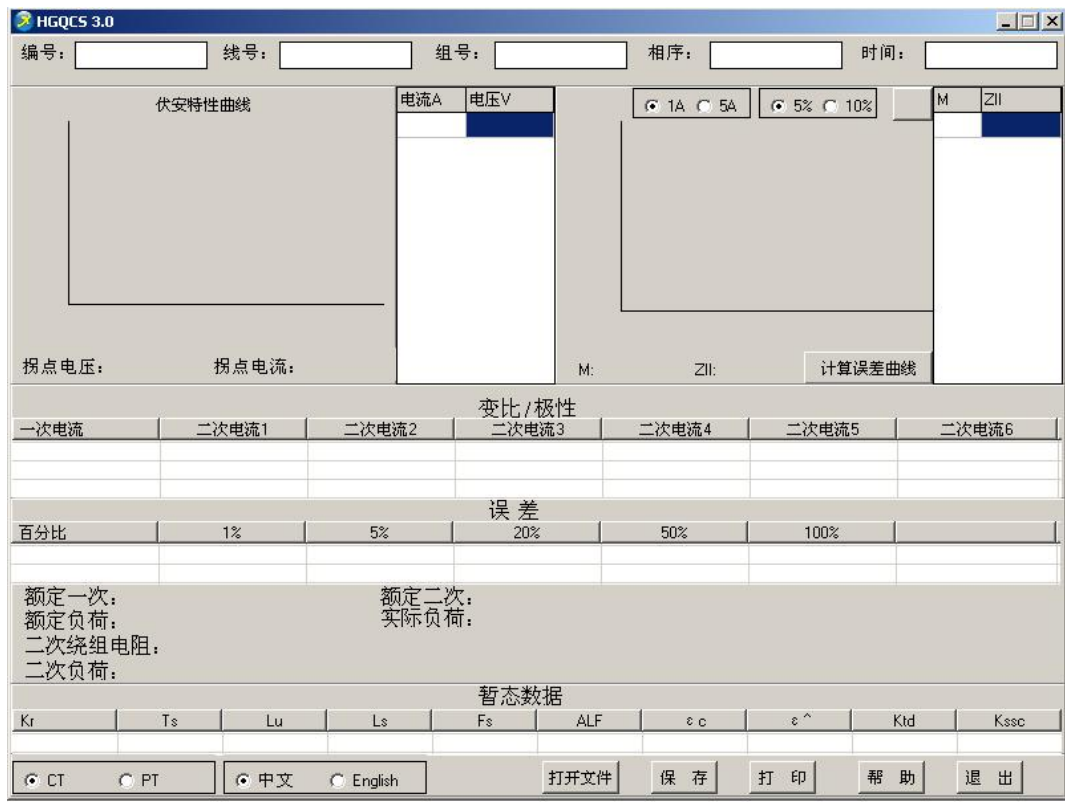 HGQCS 3.0
编号： 线号： 组号： 相序： 时间：
伏安特性曲线 电流A 电压V 1A 5A 5% 10% M ZII
拐点电压： 拐点电流： M: ZII: 计算误差曲线
变比/极性
一次电流 二次电流1 二次电流2 二次电流3 二次电流4 二次电流5 二次电流6
误 差
百分比 1% 5% 20% 50% 100%
额定一次： 额定二次：
额定负荷： 实际负荷：
二次绕组电阻：
二次负荷：
暂态数据
Kr Ts Lu Ls Fs ALF ε c ε ^ Ktd Kssc
CT PT 中文 English 打开文件 保 存 打 印 帮 助 退 出